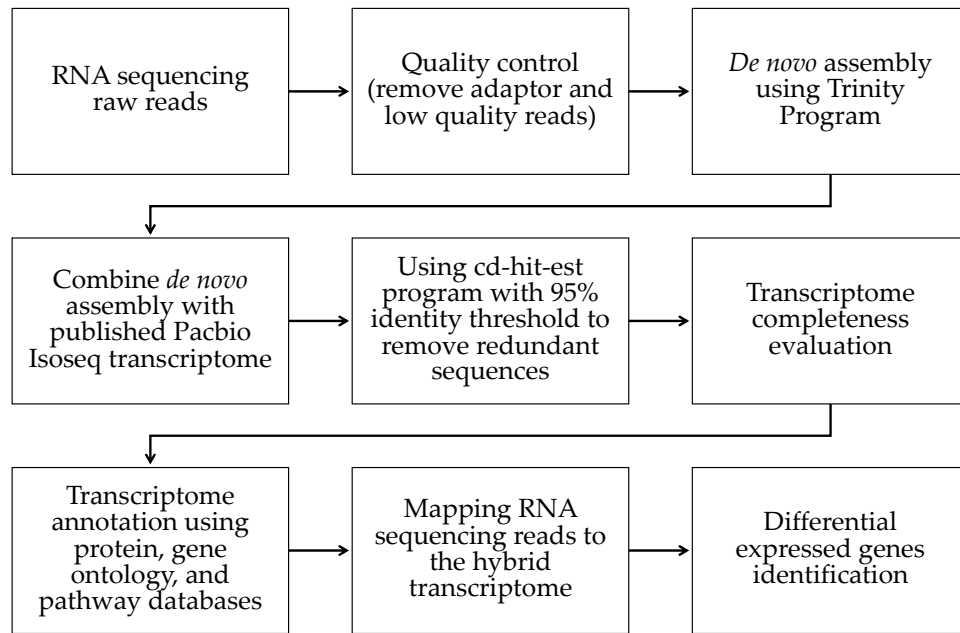 RNA sequencing
raw reads
Quality control
(remove adaptor and
low quality reads)
De novo assembly
using Trinity
Program
Combine de novo
assembly with
published Pacbio
Isoseq transcriptome
Using cd-hit-est
program with 95%
identity threshold to
remove redundant
sequences
Transcriptome
completeness
evaluation
Transcriptome
annotation using
protein, gene
ontology, and
pathway databases
Mapping RNA
sequencing reads to
the hybrid
transcriptome
Differential
expressed genes
identification